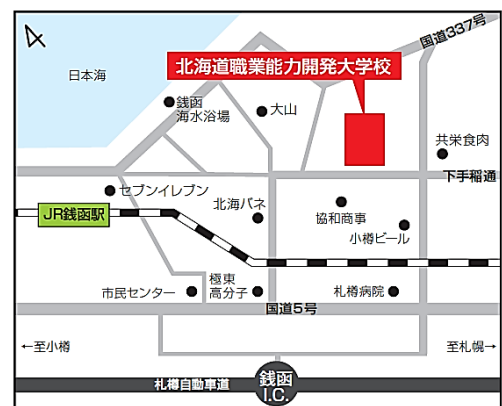 国道337号
日本海
北海道職業能力開発大学校
銭函
海水浴場
大山
共栄食肉
下手稲通
セブンイレブン
JR銭函駅
北海バネ
協和商事
小樽ビール
市民センター
極東
高分子
札樽病院
国道5号
←至小樽
至札幌→
札樽自動車道
銭函
I.C.